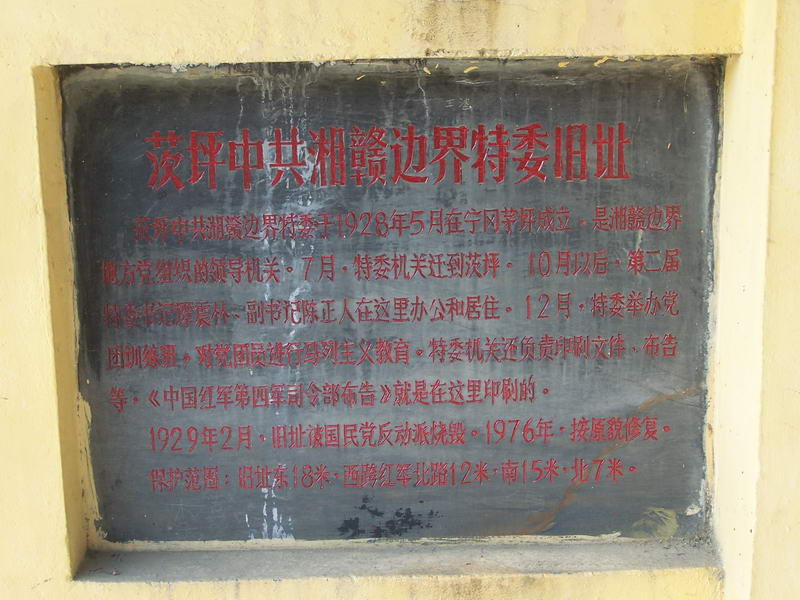 茨坪中共湘赣边界特委旧址
茨坪中共湘赣边界特委于1928年5月在宁冈茅坪成立，是湘赣边界
地方党组织的领导机关。7月，特委机关迁到茨坪。10月以后，第二届
特委书记谭震林、副书记陈正人在这里办公和居住。12月，特委举办党
团训练班，对党团员进行马列主义教育。特委机关还负责印刷文件、布告
等，《中国红军第四军司令部布告》就是在这里印刷的。
1929年2月，旧址被国民党反动派烧毁。1976年，按原貌修复。
保护范围：旧址东18米，西跨红军北路12米，南15米，北7米。